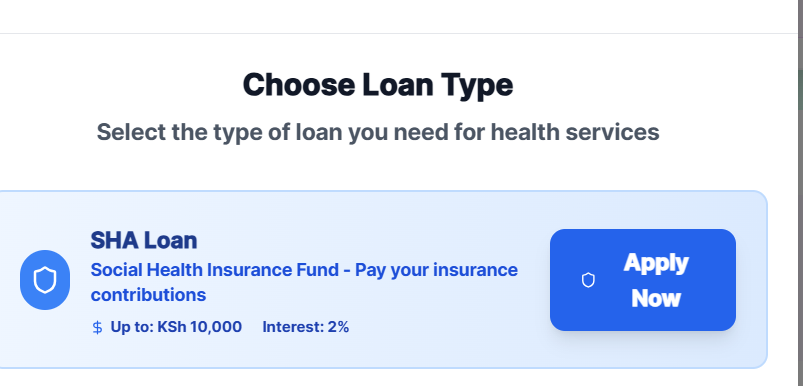 Choose Loan Type
Select the type of loan you need for health services
SHA Loan
Social Health Insurance Fund - Pay your insurance
contributions
$ Up to: KSh 10,000 Interest: 2%
Apply
Now